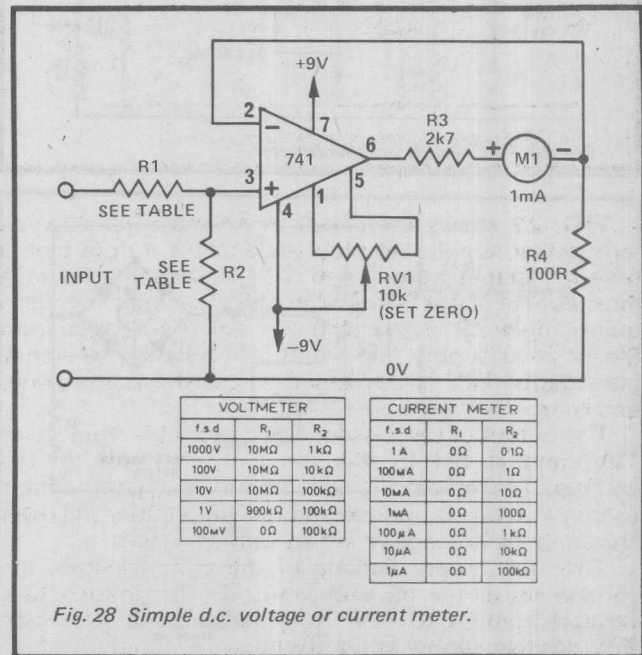 +9V
2
7
R3
2k7
6
+ M1 -
741
5
1mA
R1
3
+
SEE TABLE
4
1
R4
100R
INPUT
SEE
TABLE
R2
RV1
10k
(SET ZERO)
-9V
0V
VOLTMETER
f.s.d R1 R2
1000V 10MΩ 1kΩ
100V 10MΩ 10kΩ
10V 10MΩ 100kΩ
1V 900kΩ 100kΩ
100mV 0Ω 100kΩ
CURRENT METER
f.s.d R1 R2
1 A 0Ω 0·1Ω
100mA 0Ω 1Ω
10mA 0Ω 10Ω
1mA 0Ω 100Ω
100µA 0Ω 1kΩ
10µA 0Ω 10kΩ
1µA 0Ω 100kΩ
Fig. 28 Simple d.c. voltage or current meter.